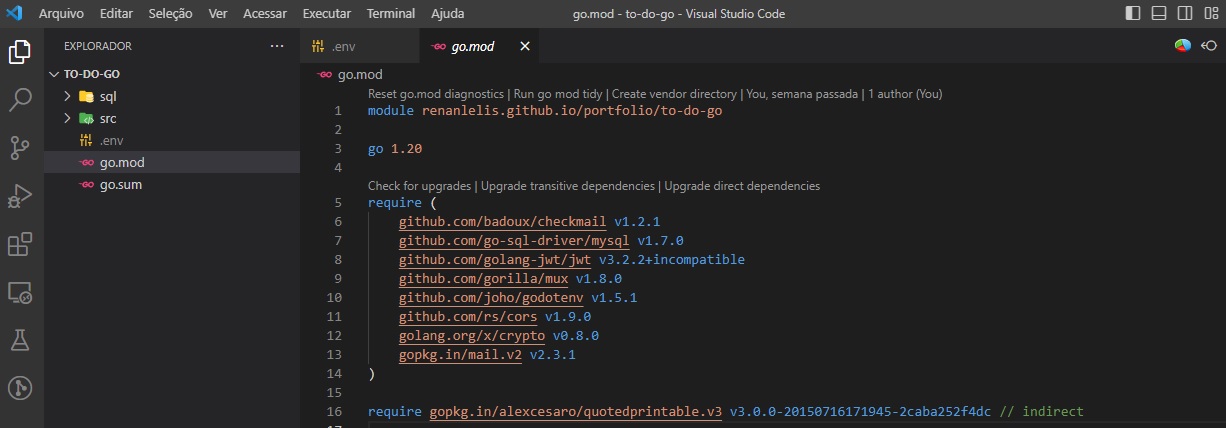 Arquivo Editar Seleção Ver Acessar Executar Terminal Ajuda go.mod - to-do-go - Visual Studio Code
EXPLORADOR ···
TO-DO-GO
sql
src
.env
go.mod
go.sum
.env go.mod
go.mod
Reset go.mod diagnostics | Run go mod tidy | Create vendor directory | You, semana passada | 1 author (You)
1 module renanlelis.github.io/portfolio/to-do-go
2
3 go 1.20
4
Check for upgrades | Upgrade transitive dependencies | Upgrade direct dependencies
5 require (
6 github.com/badoux/checkmail v1.2.1
7 github.com/go-sql-driver/mysql v1.7.0
8 github.com/golang-jwt/jwt v3.2.2+incompatible
9 github.com/gorilla/mux v1.8.0
10 github.com/joho/godotenv v1.5.1
11 github.com/rs/cors v1.9.0
12 golang.org/x/crypto v0.8.0
13 gopkg.in/mail.v2 v2.3.1
14 )
15
16 require gopkg.in/alexcesaro/quotedprintable.v3 v3.0.0-20150716171945-2caba252f4dc // indirect
17